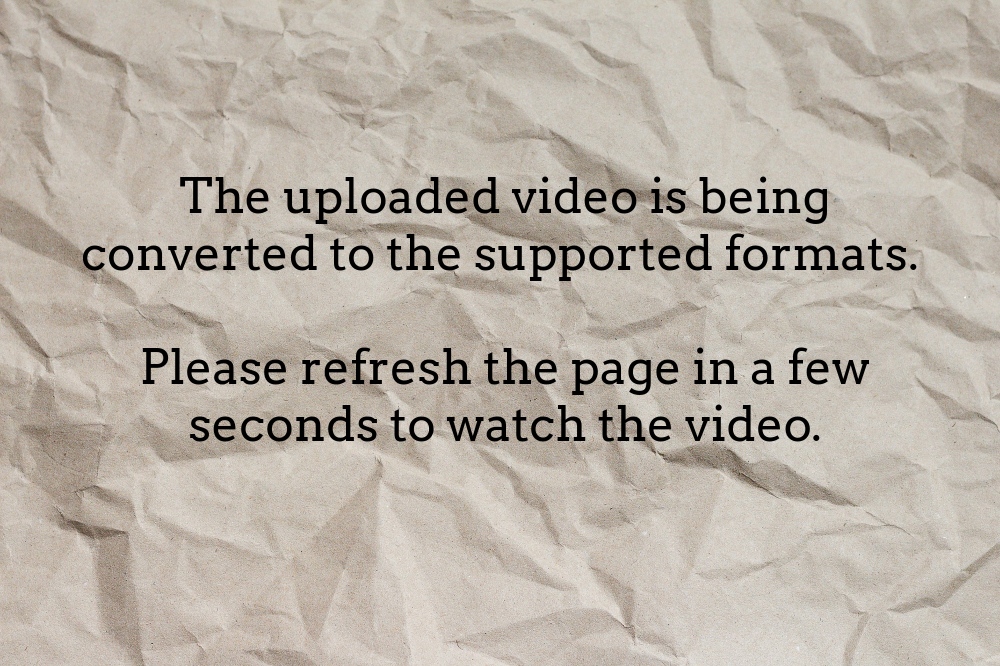 The uploaded video is being
converted to the supported formats.
Please refresh the page in a few
seconds to watch the video.